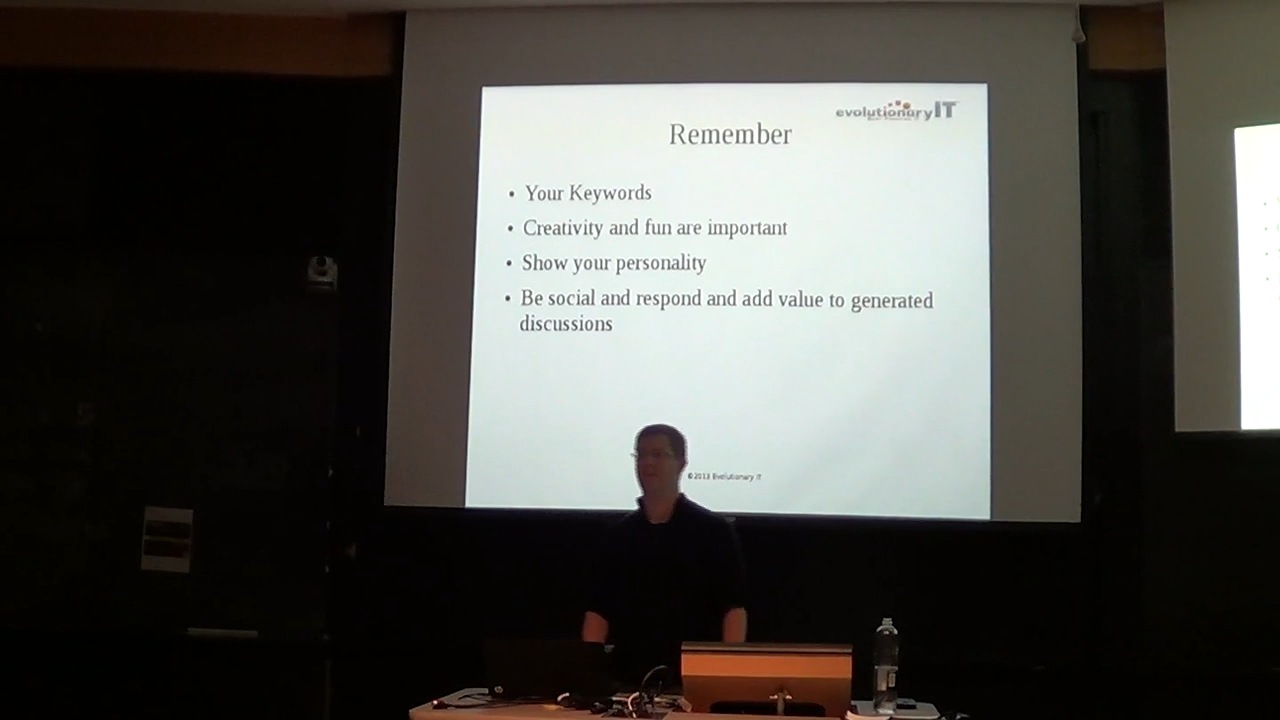 evolutionaryIT
Remember
• Your Keywords
• Creativity and fun are important
• Show your personality
• Be social and respond and add value to generated
discussions
©2013 Evolutionary IT
hp